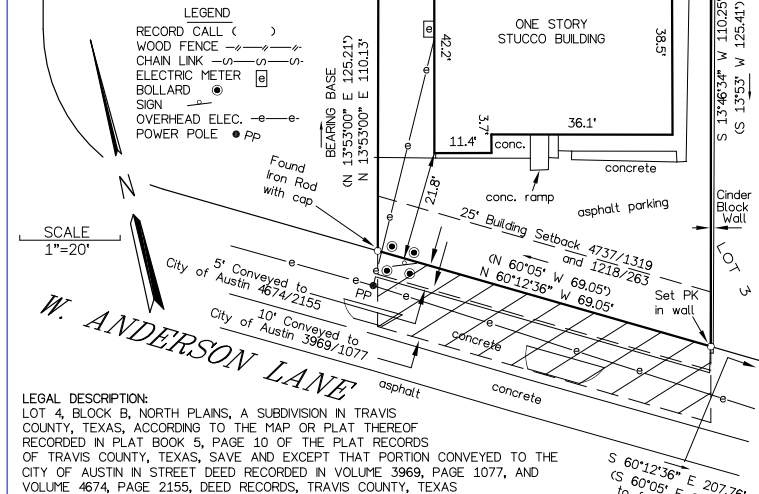 LEGEND
RECORD CALL (        )
WOOD FENCE
CHAIN LINK -S-S-S-
ELECTRIC METER e
BOLLARD
SIGN
OVERHEAD ELEC. -e-e-
POWER POLE PP
BEARING BASE
(N 13°53'00" E 125.21')
N 13°53'00" E 110.13'
e
42.2'
ONE STORY
STUCCO BUILDING
38.5'
S 13°46'34" W 110.25'
(S 13°53' W 125.41')
e
e
3.7'
36.1'
11.4'
conc.
concrete
conc. ramp
Found
Iron Rod
with cap
21.8'
asphalt parking
Cinder
Block
Wall
N
SCALE
1"=20'
25' Building Setback 4737/1319
and 1218/263
(N 60°05' W 69.05')
N 60°12'36" W 69.05'
LOT 3
Set PK
in wall
5' Conveyed to
City of Austin 4674/2155
PP
10' Conveyed to
City of Austin 3969/1077
W. ANDERSON LANE
concrete
asphalt
concrete
LEGAL DESCRIPTION:
LOT 4, BLOCK B, NORTH PLAINS, A SUBDIVISION IN TRAVIS
COUNTY, TEXAS, ACCORDING TO THE MAP OR PLAT THEREOF
RECORDED IN PLAT BOOK 5, PAGE 10 OF THE PLAT RECORDS
OF TRAVIS COUNTY, TEXAS, SAVE AND EXCEPT THAT PORTION CONVEYED TO THE
CITY OF AUSTIN IN STREET DEED RECORDED IN VOLUME 3969, PAGE 1077, AND
VOLUME 4674, PAGE 2155, DEED RECORDS, TRAVIS COUNTY, TEXAS
S 60°12'36" E 207.76'
(S 60°05' E